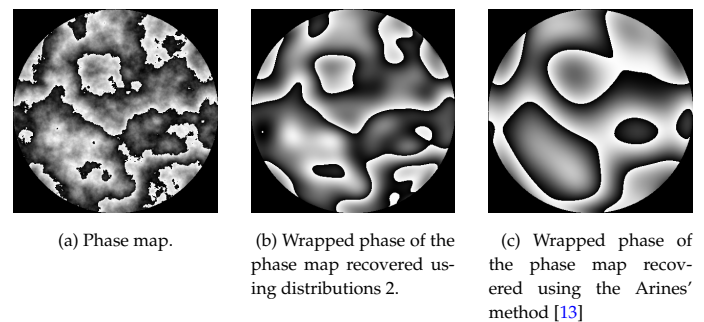 (a) Phase map.
(b) Wrapped phase of the
phase map recovered us-
ing distributions 2.
(c) Wrapped phase of
the phase map recov-
ered using the Arines’
method [13]